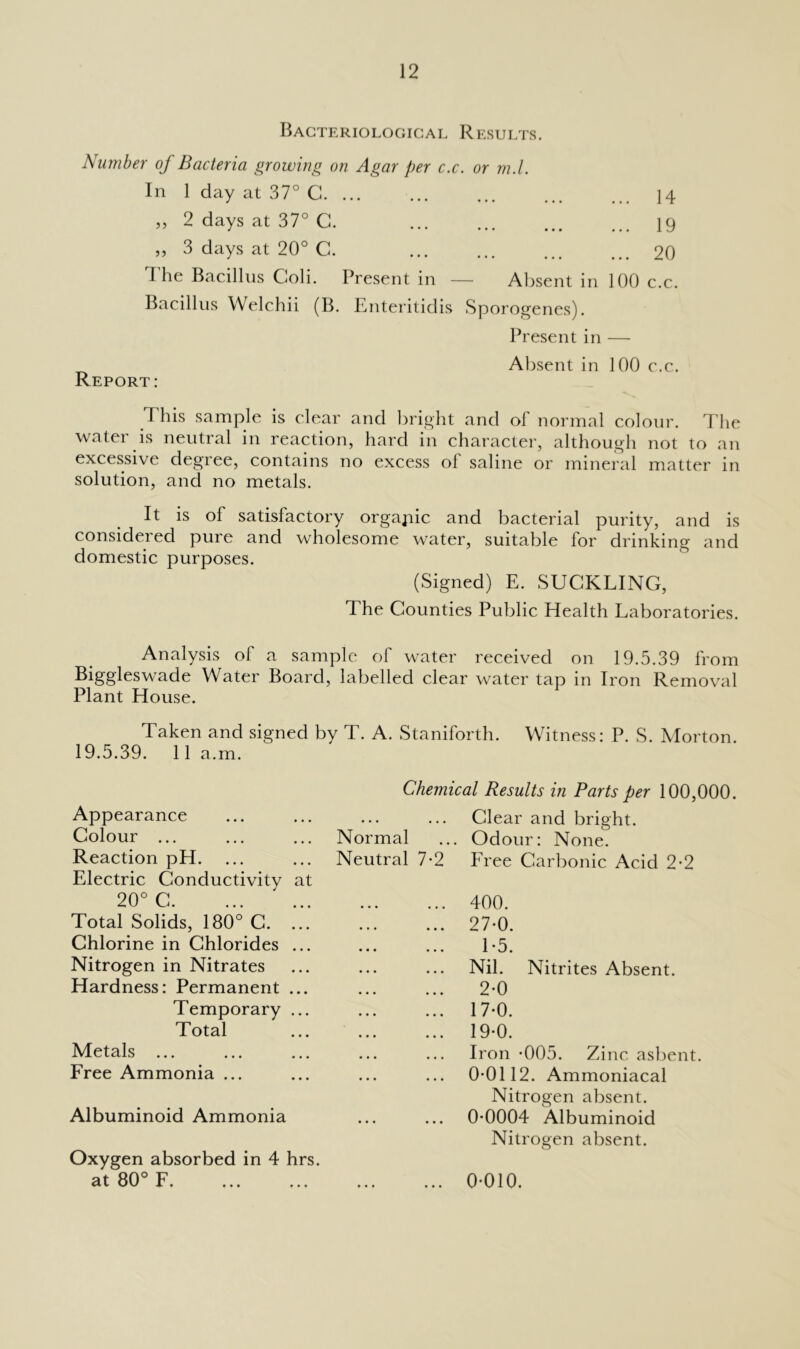 12
Bacteriological Results.
Number of Bacteria growing on Agar per c.c. or m.l.
In 1 day at 37° C. ... ... ... ... ... 14
,, 2 days at 37° C. ... ... ... ... 19
,, 3 days at 20° C. ... ... ... ... 20
The Bacillus Coli. Present in — Absent in 100 c.c.
Bacillus Welchii (B. Enteritidis Sporogenes).
Present in —
Absent in 100 c.c.
Report:
This sample is clear and bright and of normal colour. The
water is neutral in reaction, hard in character, although not to an
excessive degree, contains no excess of saline or mineral matter in
solution, and no metals.
It is of satisfactory organic and bacterial purity, and is
considered pure and wholesome water, suitable for drinking and
domestic purposes.
(Signed) E. SUCKLING,
The Counties Public Health Laboratories.
Analysis of a sample of water received on 19.5.39 from
Biggleswade Water Board, labelled clear water tap in Iron Removal
Plant House.
Taken and signed by T. A. Staniforth. Witness: P. S. Morton.
19.5.39. 11 a.m.
Chemical Results in Parts per 100,000.
Appearance ... ... ... ... Clear and bright.
Colour ... ... ... Normal ... Odour: None.
Reaction pH. ... ... Neutral 7·2 Free Carbonic Acid 2·2
Electric Conductivity at
20° C. ... ... ... ... 400.
Total Solids, 180° C. ... ... ... 27·0.
Chlorine in Chlorides ... ... ... 1·5.
Nitrogen in Nitrates ... ... ... Nil. Nitrites Absent.
Hardness: Permanent ... ... ... 2·0
Temporary ... ... ... 17·0.
Total ... ... ... 19·0.
Metals ... ... ... ... ... Iron ·005. Zinc asbent.
Free Ammonia ... ... ... ... 0·0112. Ammoniacal
Nitrogen absent.
Albuminoid Ammonia ... ... 0·0004 Albuminoid
Nitrogen absent.
Oxygen absorbed in 4 hrs.
at 80° F. ... ... ... ... 0·010.